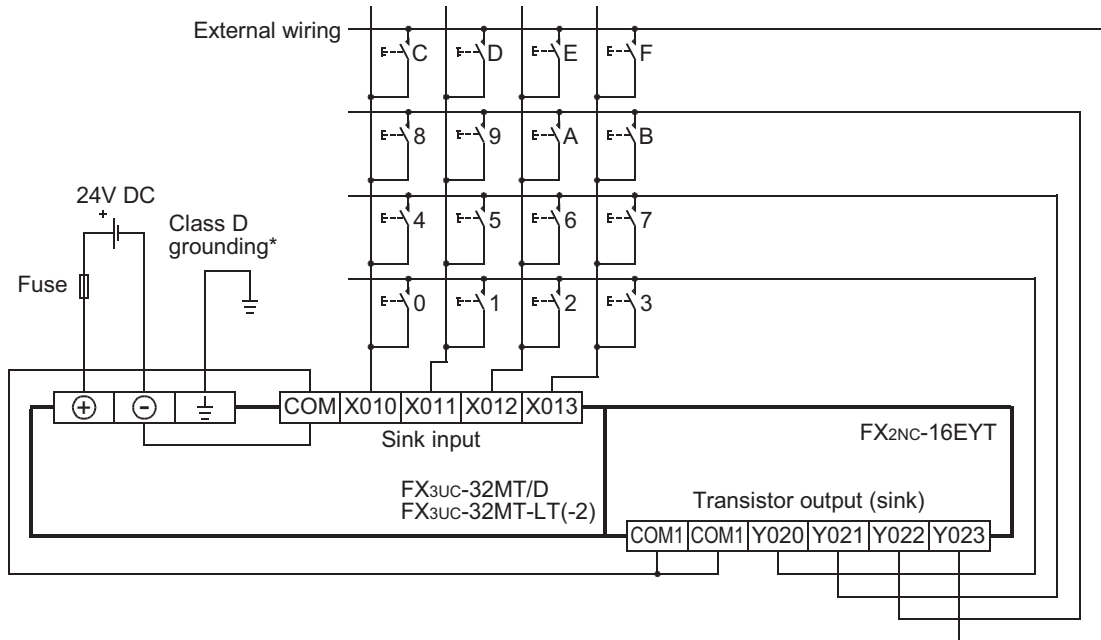 External wiring
C D E F
8 9 A B
24V DC
+
Class D
grounding*
4 5 6 7
Fuse
0 1 2 3
+ - COM X010 X011 X012 X013
Sink input
FX2NC-16EYT
FX3UC-32MT/D
FX3UC-32MT-LT(-2)
Transistor output (sink)
COM1 COM1 Y020 Y021 Y022 Y023